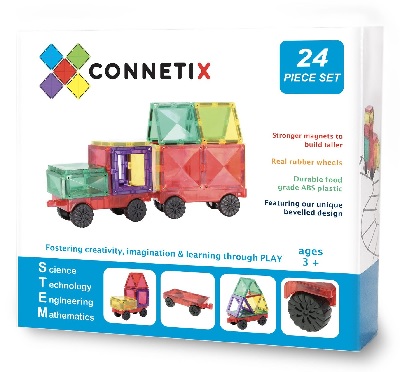 CONNETIX
24
PIECE SET
Stronger magnets to
build taller
Real rubber wheels
Durable food
grade ABS plastic
Featuring our unique
bevelled design
Fostering creativity, imagination & learning through PLAY
ages
3 +
Science
Technology
Engineering
Mathematics